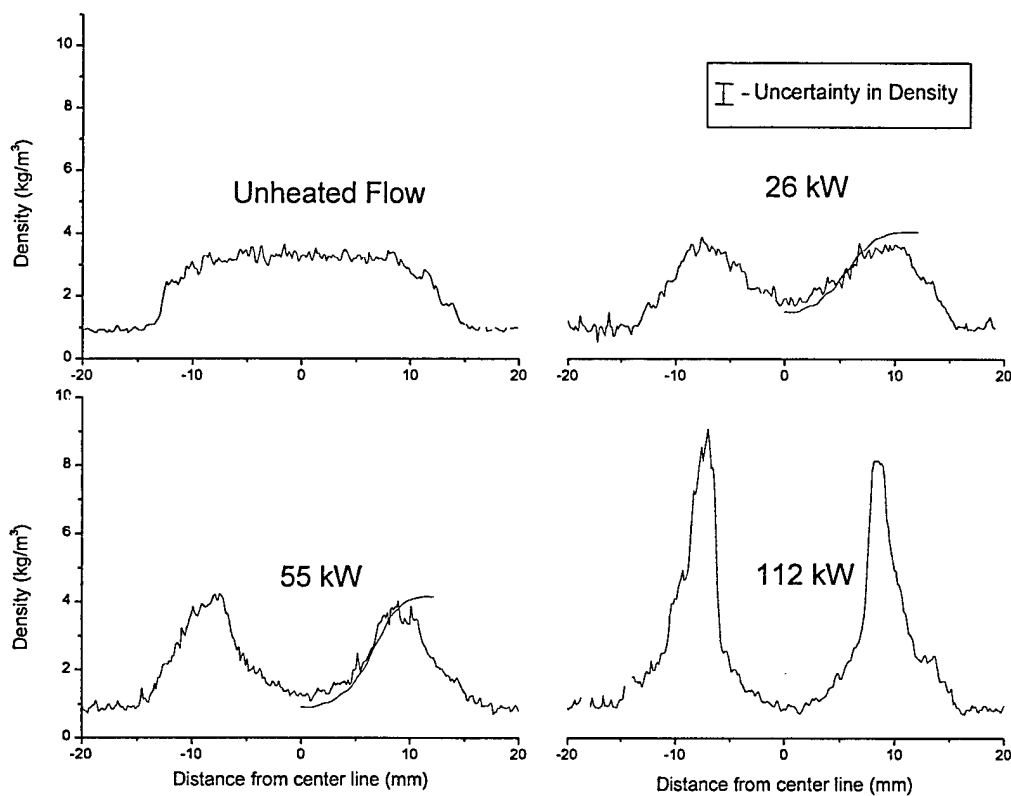 10
8
6
4
2
0
Density (kg/m³)
Unheated Flow
-20 -10 0 10 20
I - Uncertainty in Density
26 kW
-20 -10 0 10 20
10
8
6
4
2
0
Density (kg/m³)
55 kW
-20 -10 0 10 20
Distance from center line (mm)
112 kW
-20 -10 0 10 20
Distance from center line (mm)